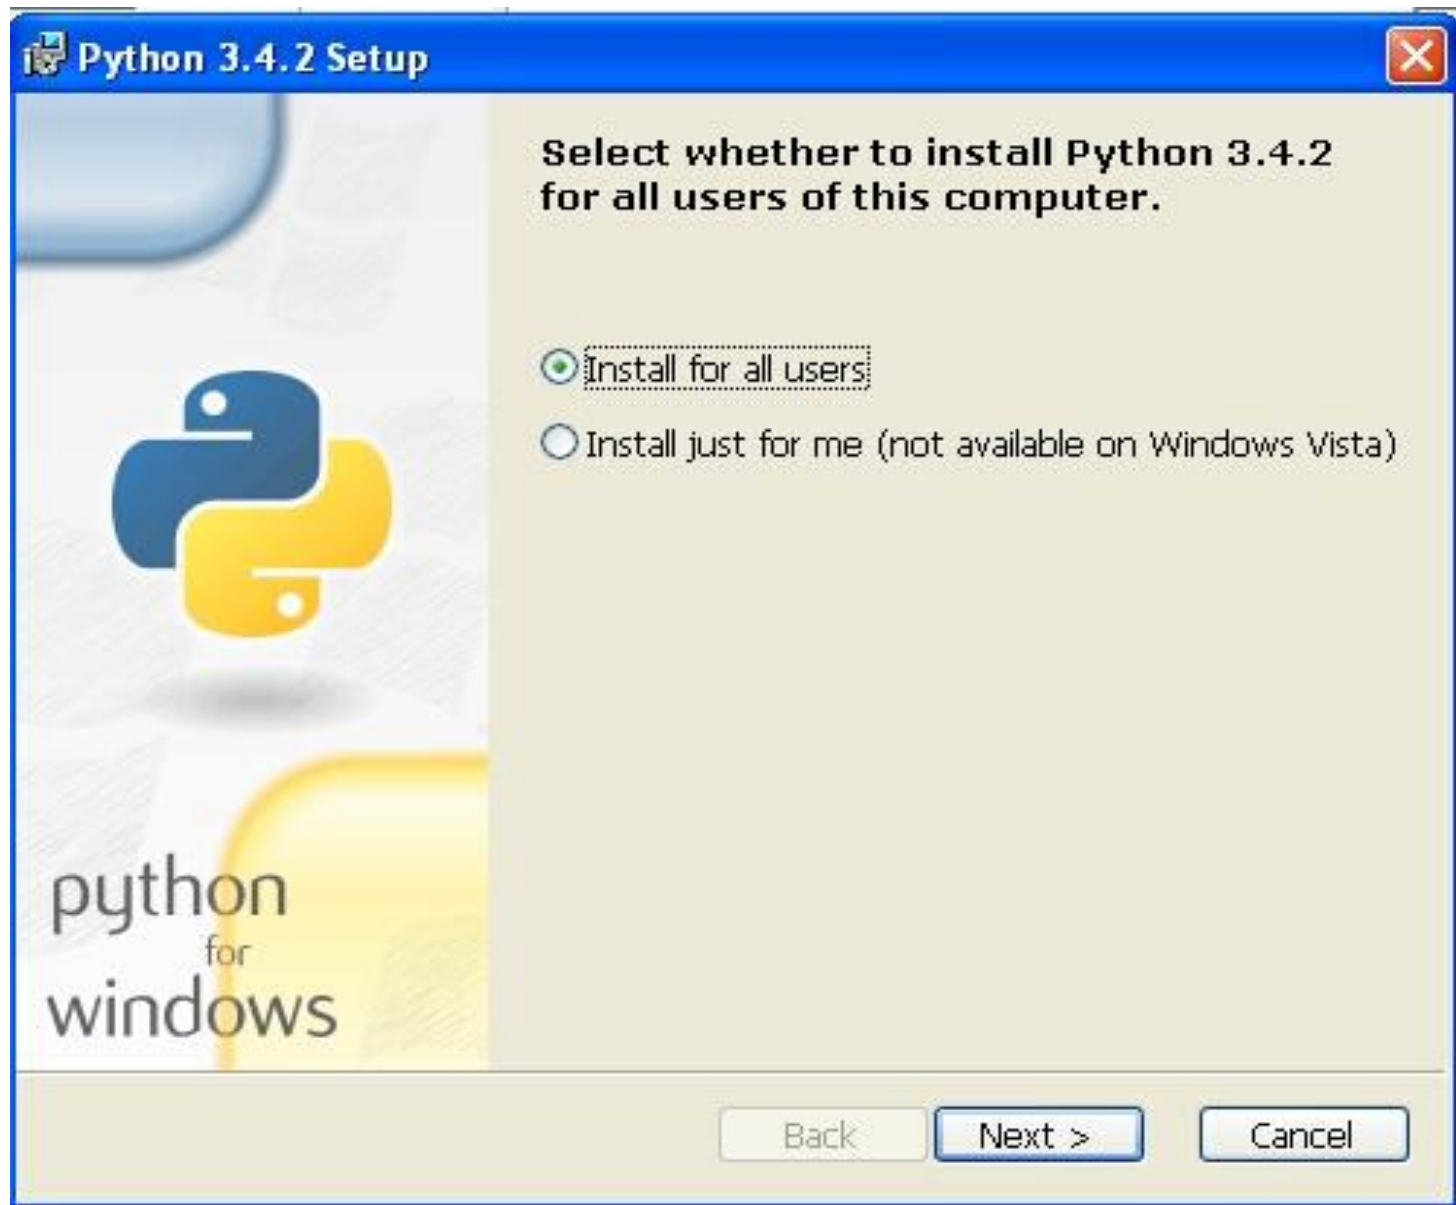 Python 3.4.2 Setup
Select whether to install Python 3.4.2
for all users of this computer.
Install for all users
Install just for me (not available on Windows Vista)
python
for
windows
Back
Next >
Cancel